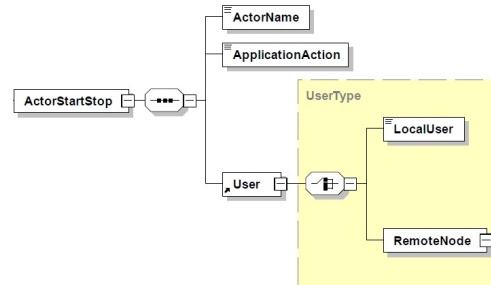 ActorName
ApplicationAction
UserType
ActorStartStop
LocalUser
User
RemoteNode